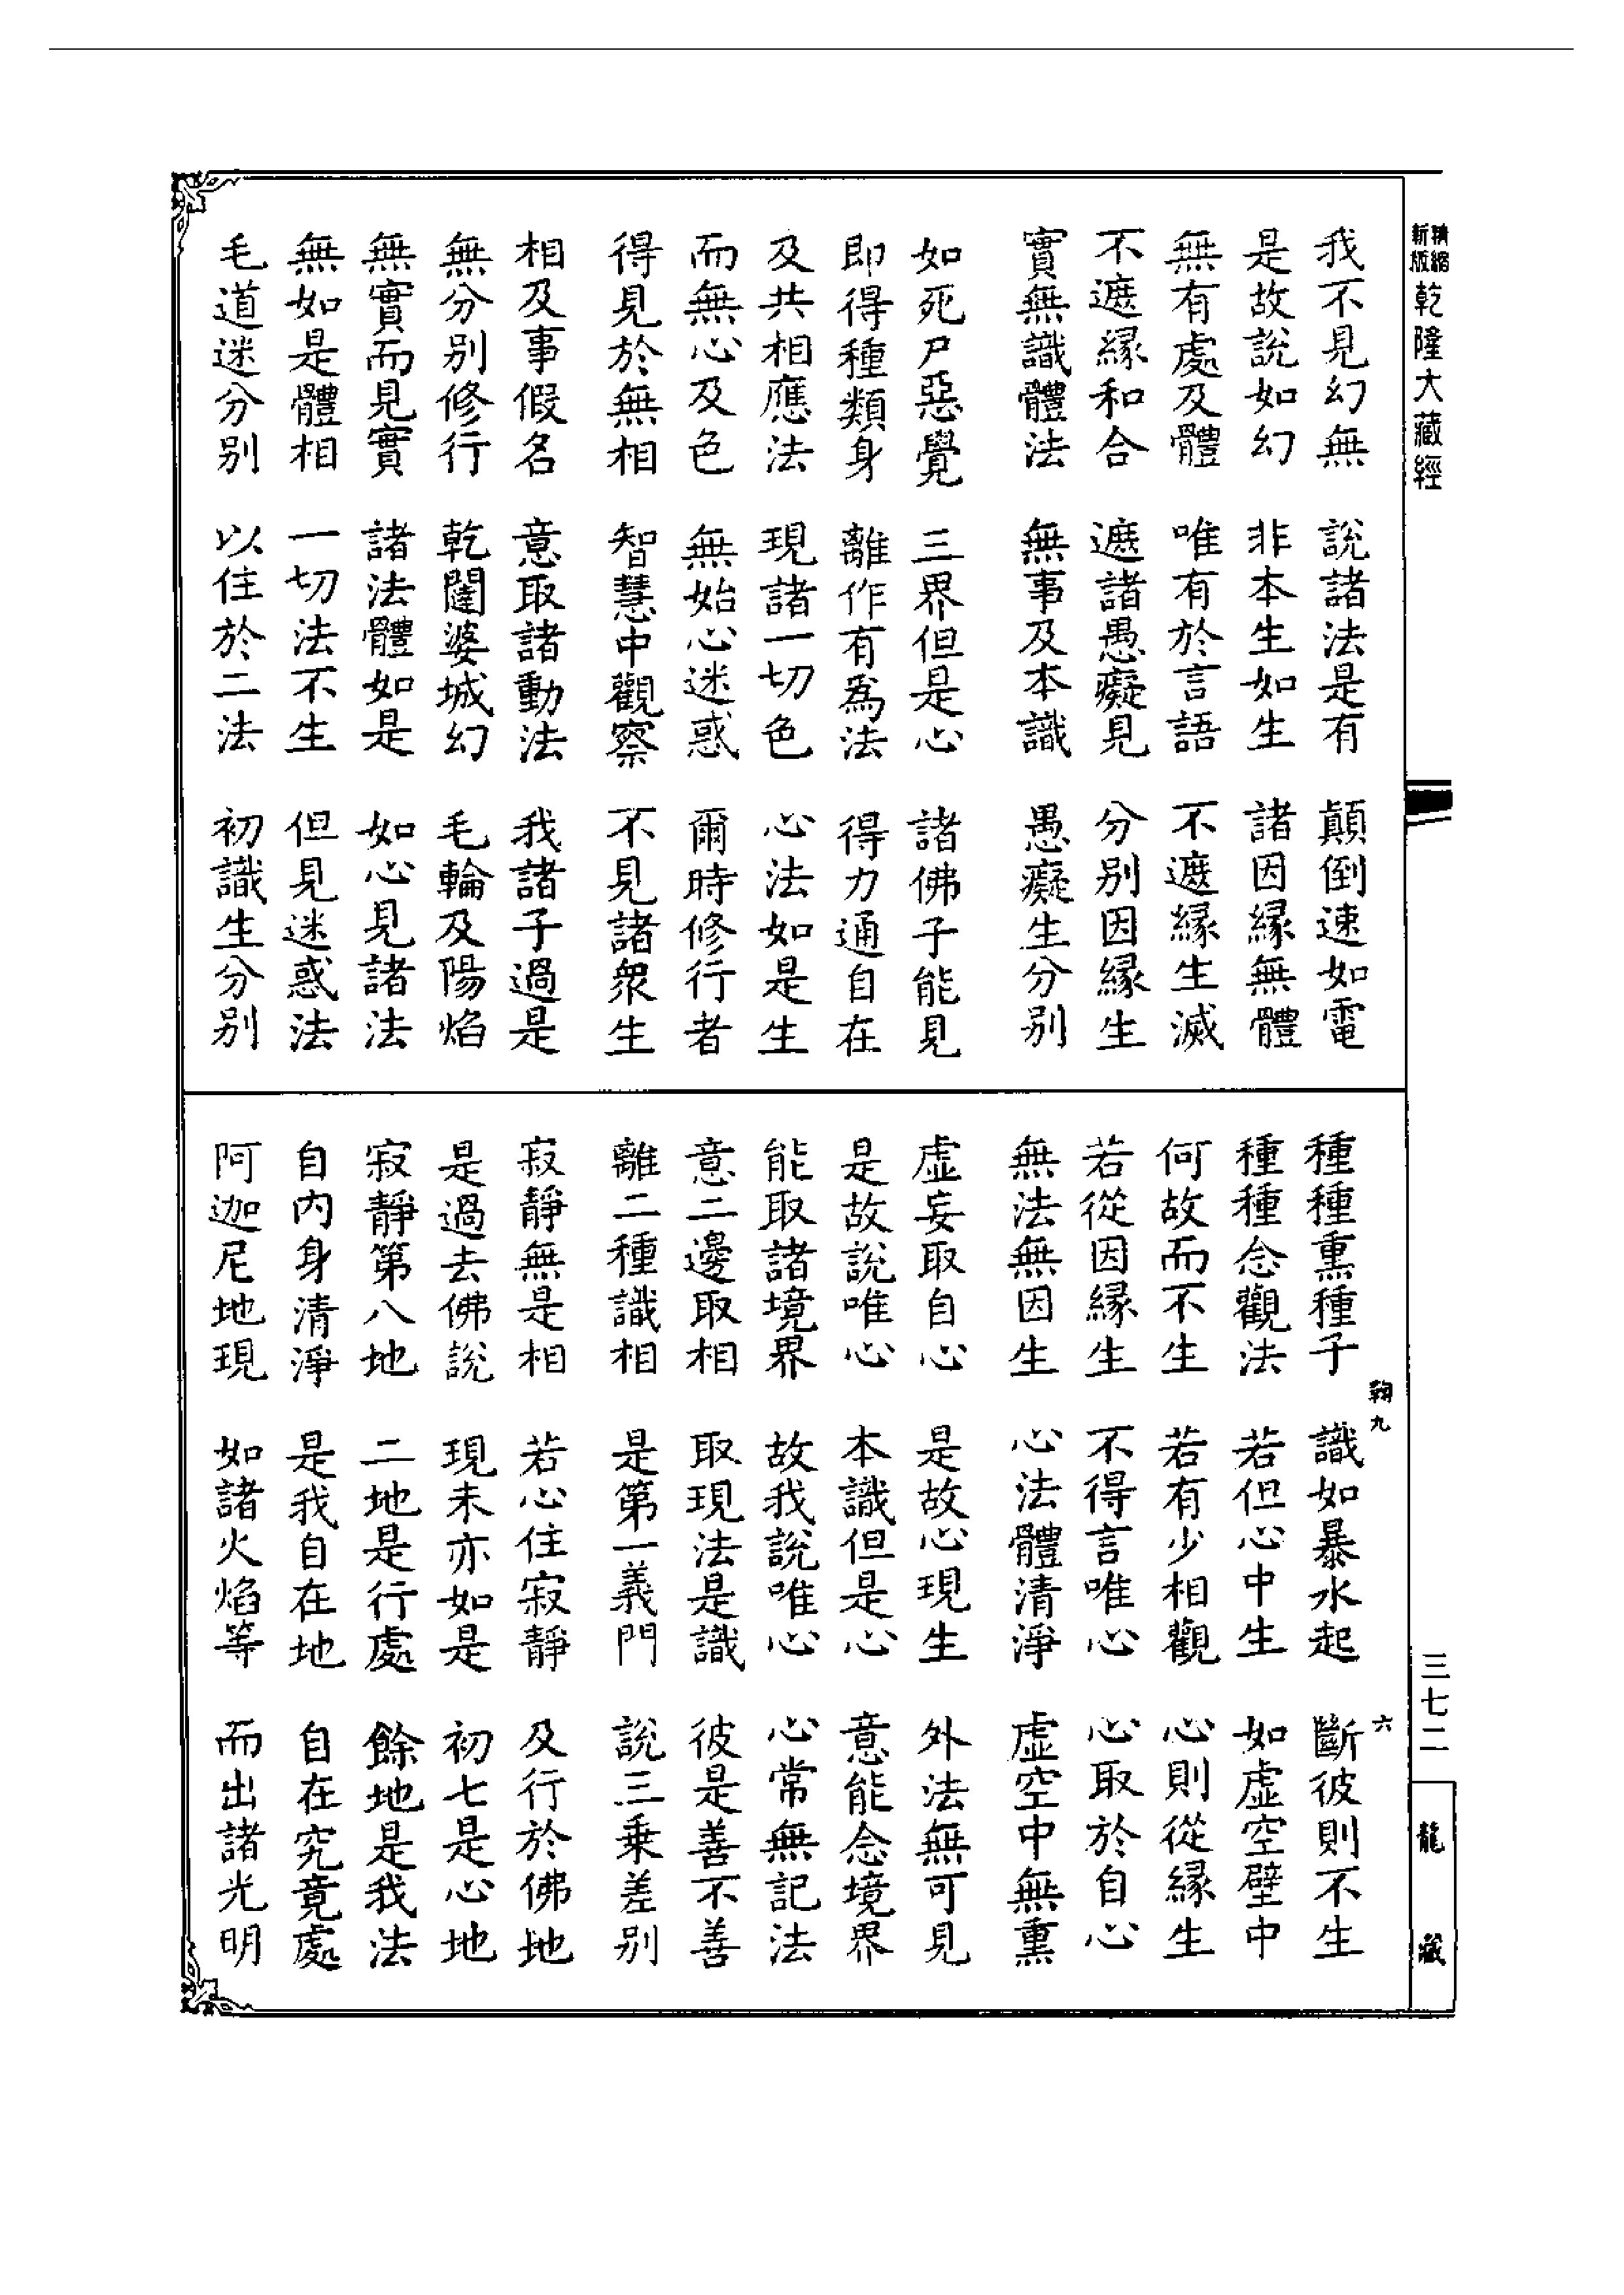 精縮新版乾隆大藏經
我不見幻無　說諸法是有　顛倒速如電
是故說如幻　非本生如生　諸因緣無體
無有處及體　唯有於言語　不遮緣生滅
不遮緣和合　遮諸愚癡見　分別因緣生
實無識體法　無事及本識　愚癡生分別
如死尸惡覺　三界但是心　諸佛子能見
即得種類身　離作有爲法　得力通自在
及共相應法　現諸一切色　心法如是生
而無心及色　無始心迷惑　爾時修行者
得見於無相　智慧中觀察　不見諸衆生
相及事假名　意取諸動法　我諸子過是
無分別修行　乾闥婆城幻　毛輪及陽焰
無實而見實　諸法體如是　如心見諸法
無如是體相　一切法不生　但見迷惑法
毛道迷分別　以住於二法　初識生分別
種種熏種子　識如暴水起　斷彼則不生
種種念觀法　若但心中生　如虛空壁中
何故而不生　若有少相觀　心則從緣生
若從因緣生　不得言唯心　心取於自心
無法無因生　心法體清淨　虛空中無熏
虛妄取自心　是故心現生　外法無可見
是故說唯心　本識但是心　意能念境界
能取諸境界　故我說唯心　心常無記法
意二邊取相　取現法是識　彼是善不善
離二種識相　是第一義門　說三乘差別
寂靜無是相　若心住寂靜　及行於佛地
是過去佛說　現未亦如是　初七是心地
寂靜第八地　二地是行處　餘地是我法
自內身清淨　是我自在地　自在究竟處
阿迦尼地現　如諸火焰等　而出諸光明
鞠九
六
三七二
龍藏